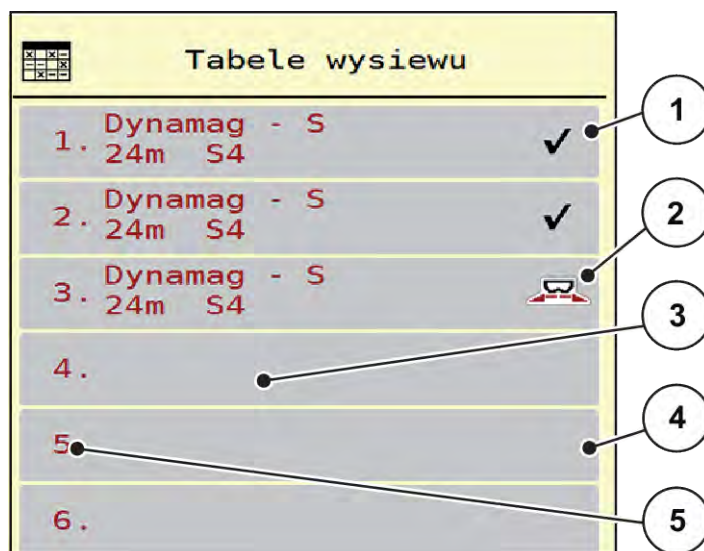 Tabele wysiewu
1. Dynamag - S
24m S4
2. Dynamag - S
24m S4
3. Dynamag - S
24m S4
4.
5
6.
1
2
3
4
5